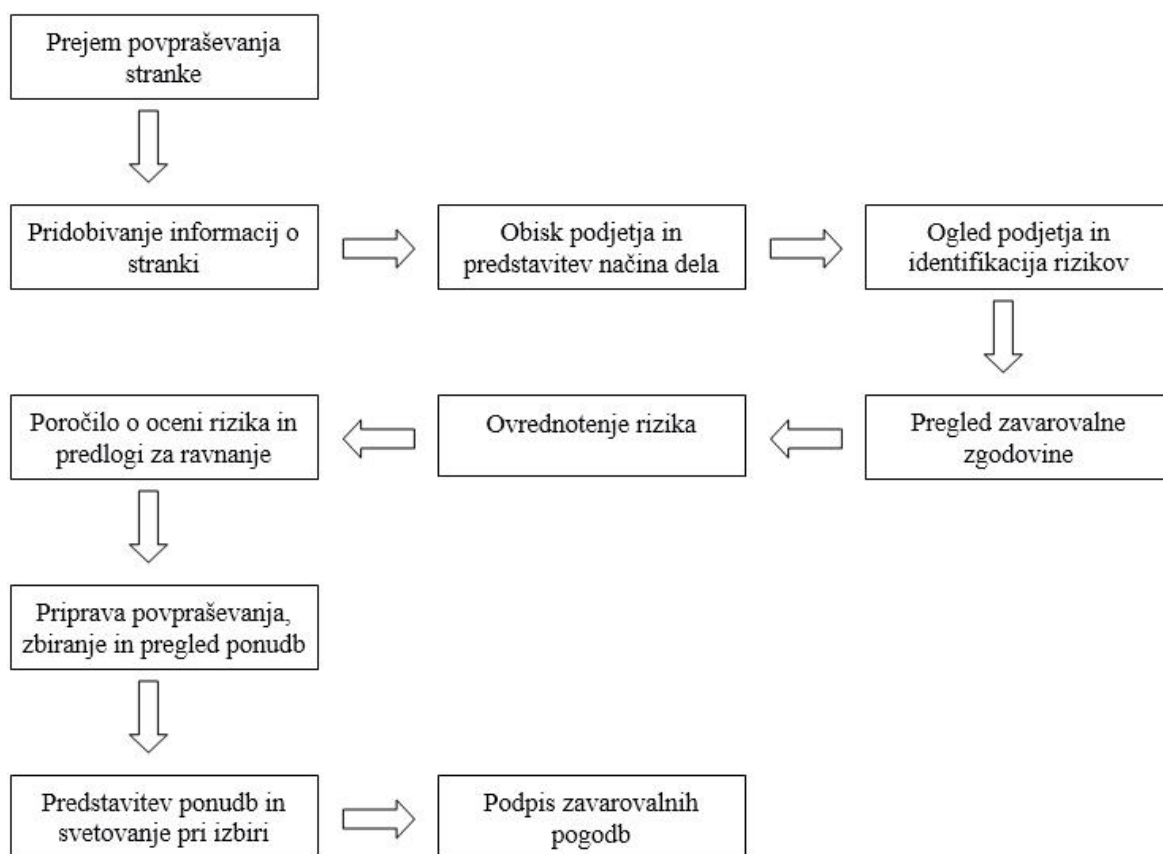 Prejem povpraševanja
stranke
Pridobivanje informacij o
stranki
Obisk podjetja in
predstavitev načina dela
Ogled podjetja in
identifikacija rizikov
Pregled zavarovalne
zgodovine
Ovrednotenje rizika
Poročilo o oceni rizika in
predlogi za ravnanje
Priprava povpraševanja,
zbiranje in pregled ponudb
Predstavitev ponudb in
svetovanje pri izbiri
Podpis zavarovalnih
pogodb